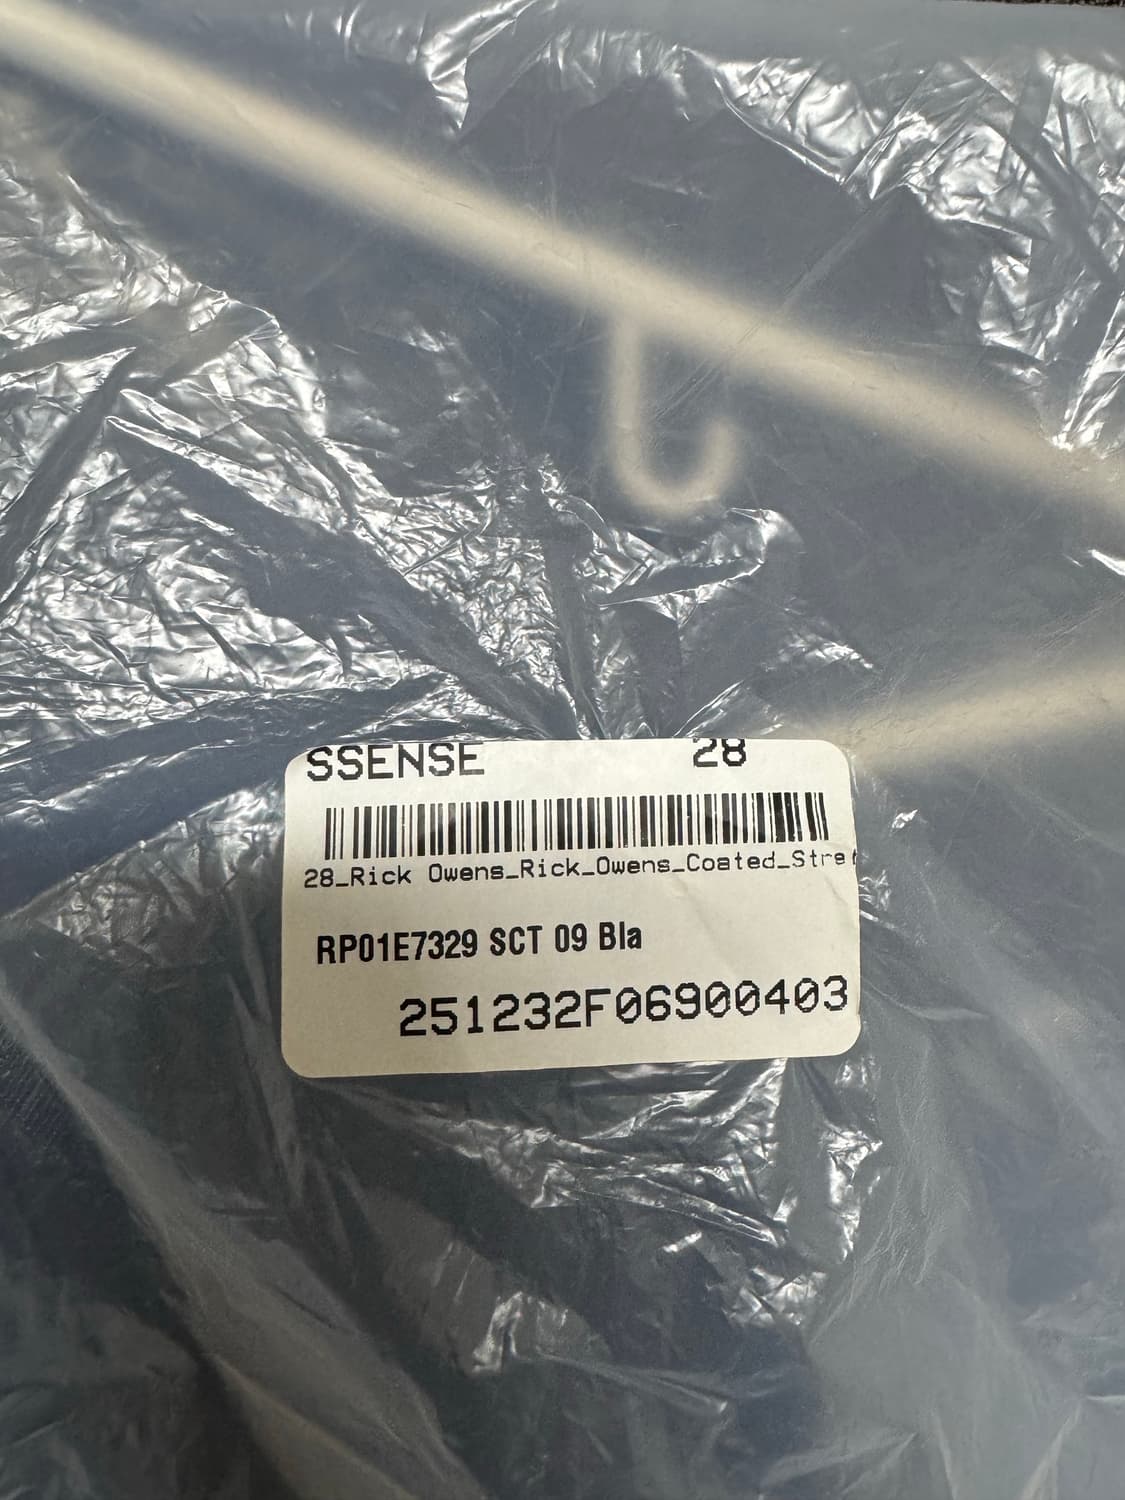 SSENSE 28
28_Rick Owens_Rick_Owens_Coated_Stre
RP01E7329 SCT 09 Bla
251232F06900403